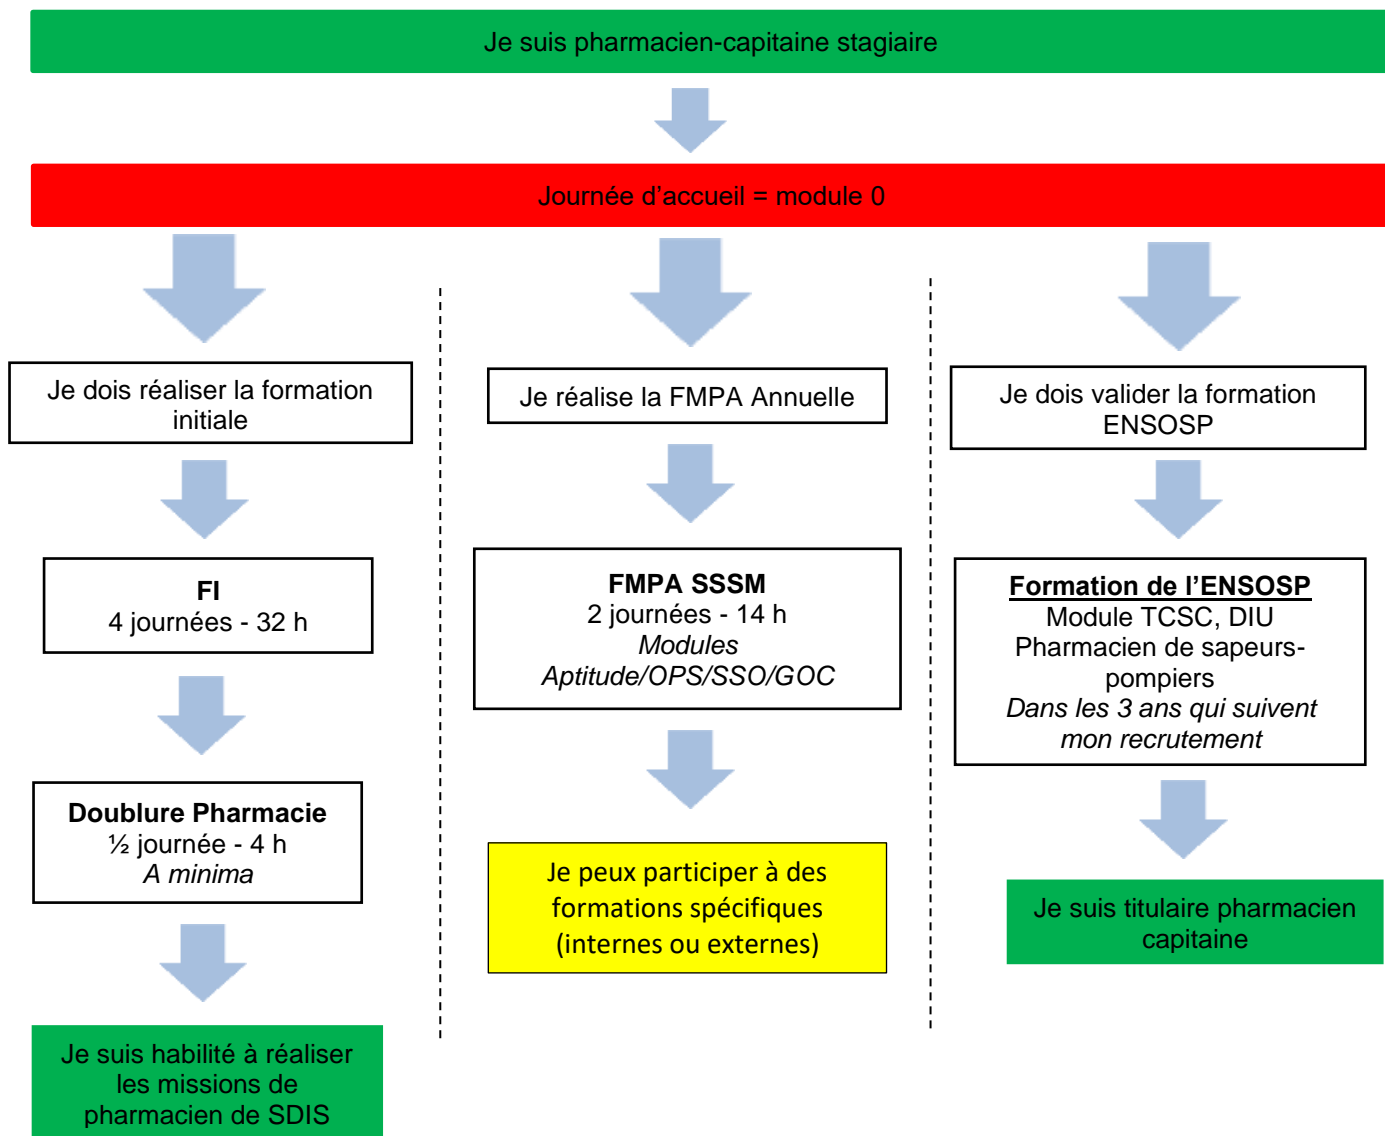 Je suis pharmacien-capitaine stagiaire
Journée d’accueil = module 0
Je dois réaliser la formation
initiale
FI
4 journées - 32 h
Doublure Pharmacie
½ journée - 4 h
A minima
Je suis habilité à réaliser
les missions de
pharmacien de SDIS
Je réalise la FMPA Annuelle
FMPA SSSM
2 journées - 14 h
Modules
Aptitude/OPS/SSO/GOC
Je peux participer à des
formations spécifiques
(internes ou externes)
Je dois valider la formation
ENSOSP
Formation de l’ENSOSP
Module TCSC, DIU
Pharmacien de sapeurs-
pompiers
Dans les 3 ans qui suivent
mon recrutement
Je suis titulaire pharmacien
capitaine